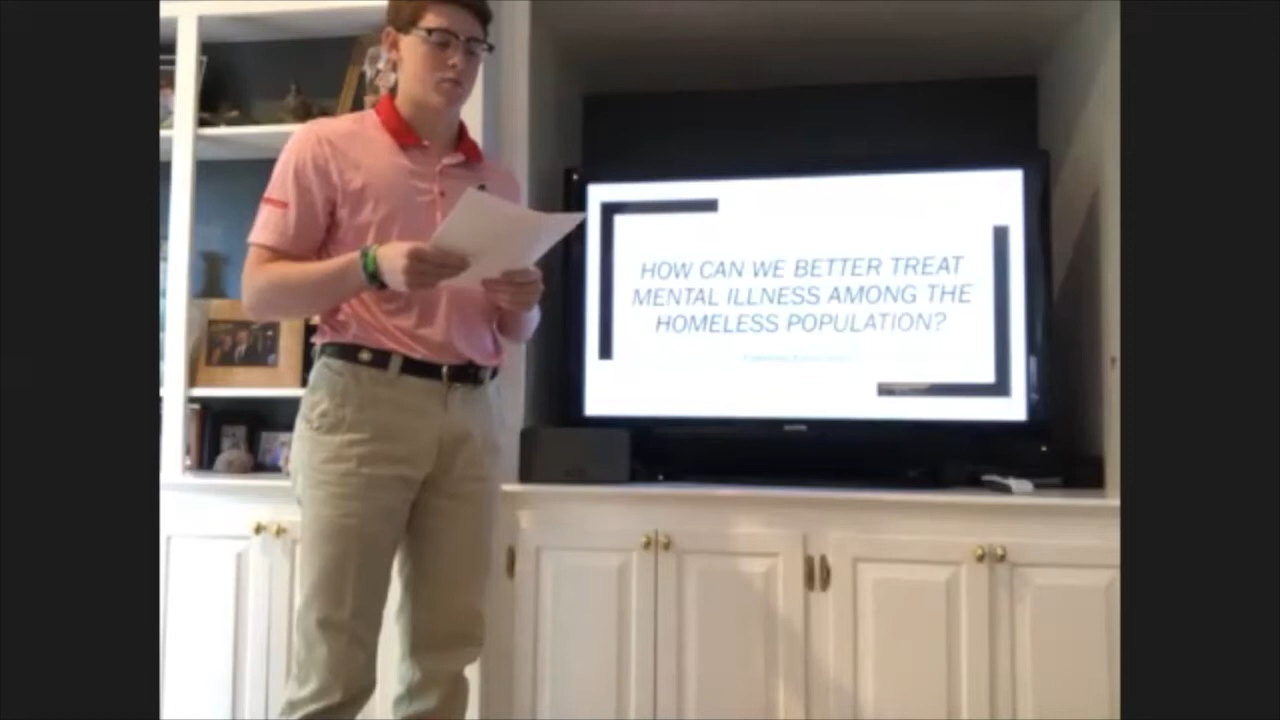 HOW CAN WE BETTER TREAT
MENTAL ILLNESS AMONG THE
HOMELESS POPULATION?